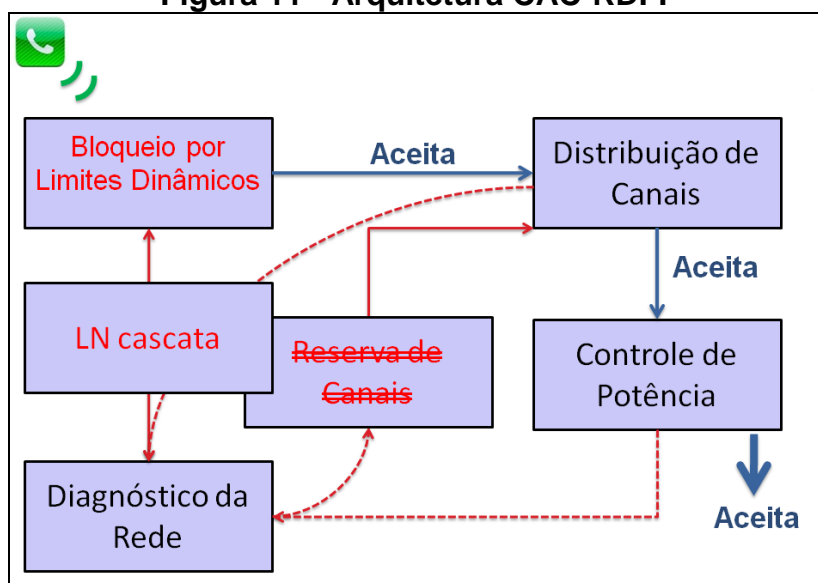 Bloqueio por
Limites Dinâmicos
Aceita
Distribuição de
Canais
Aceita
LN cascata
Reserva de
Canais
Controle de
Potência
Diagnóstico da
Rede
Aceita